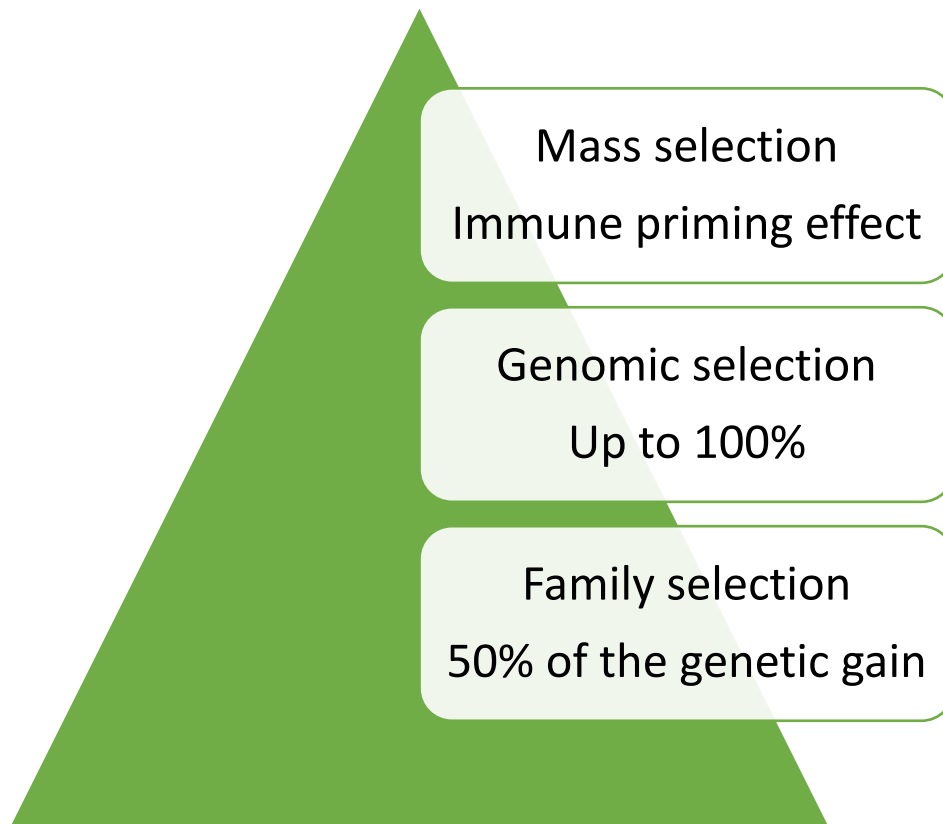 Mass selection
Immune priming effect
Genomic selection
Up to 100%
Family selection
50% of the genetic gain